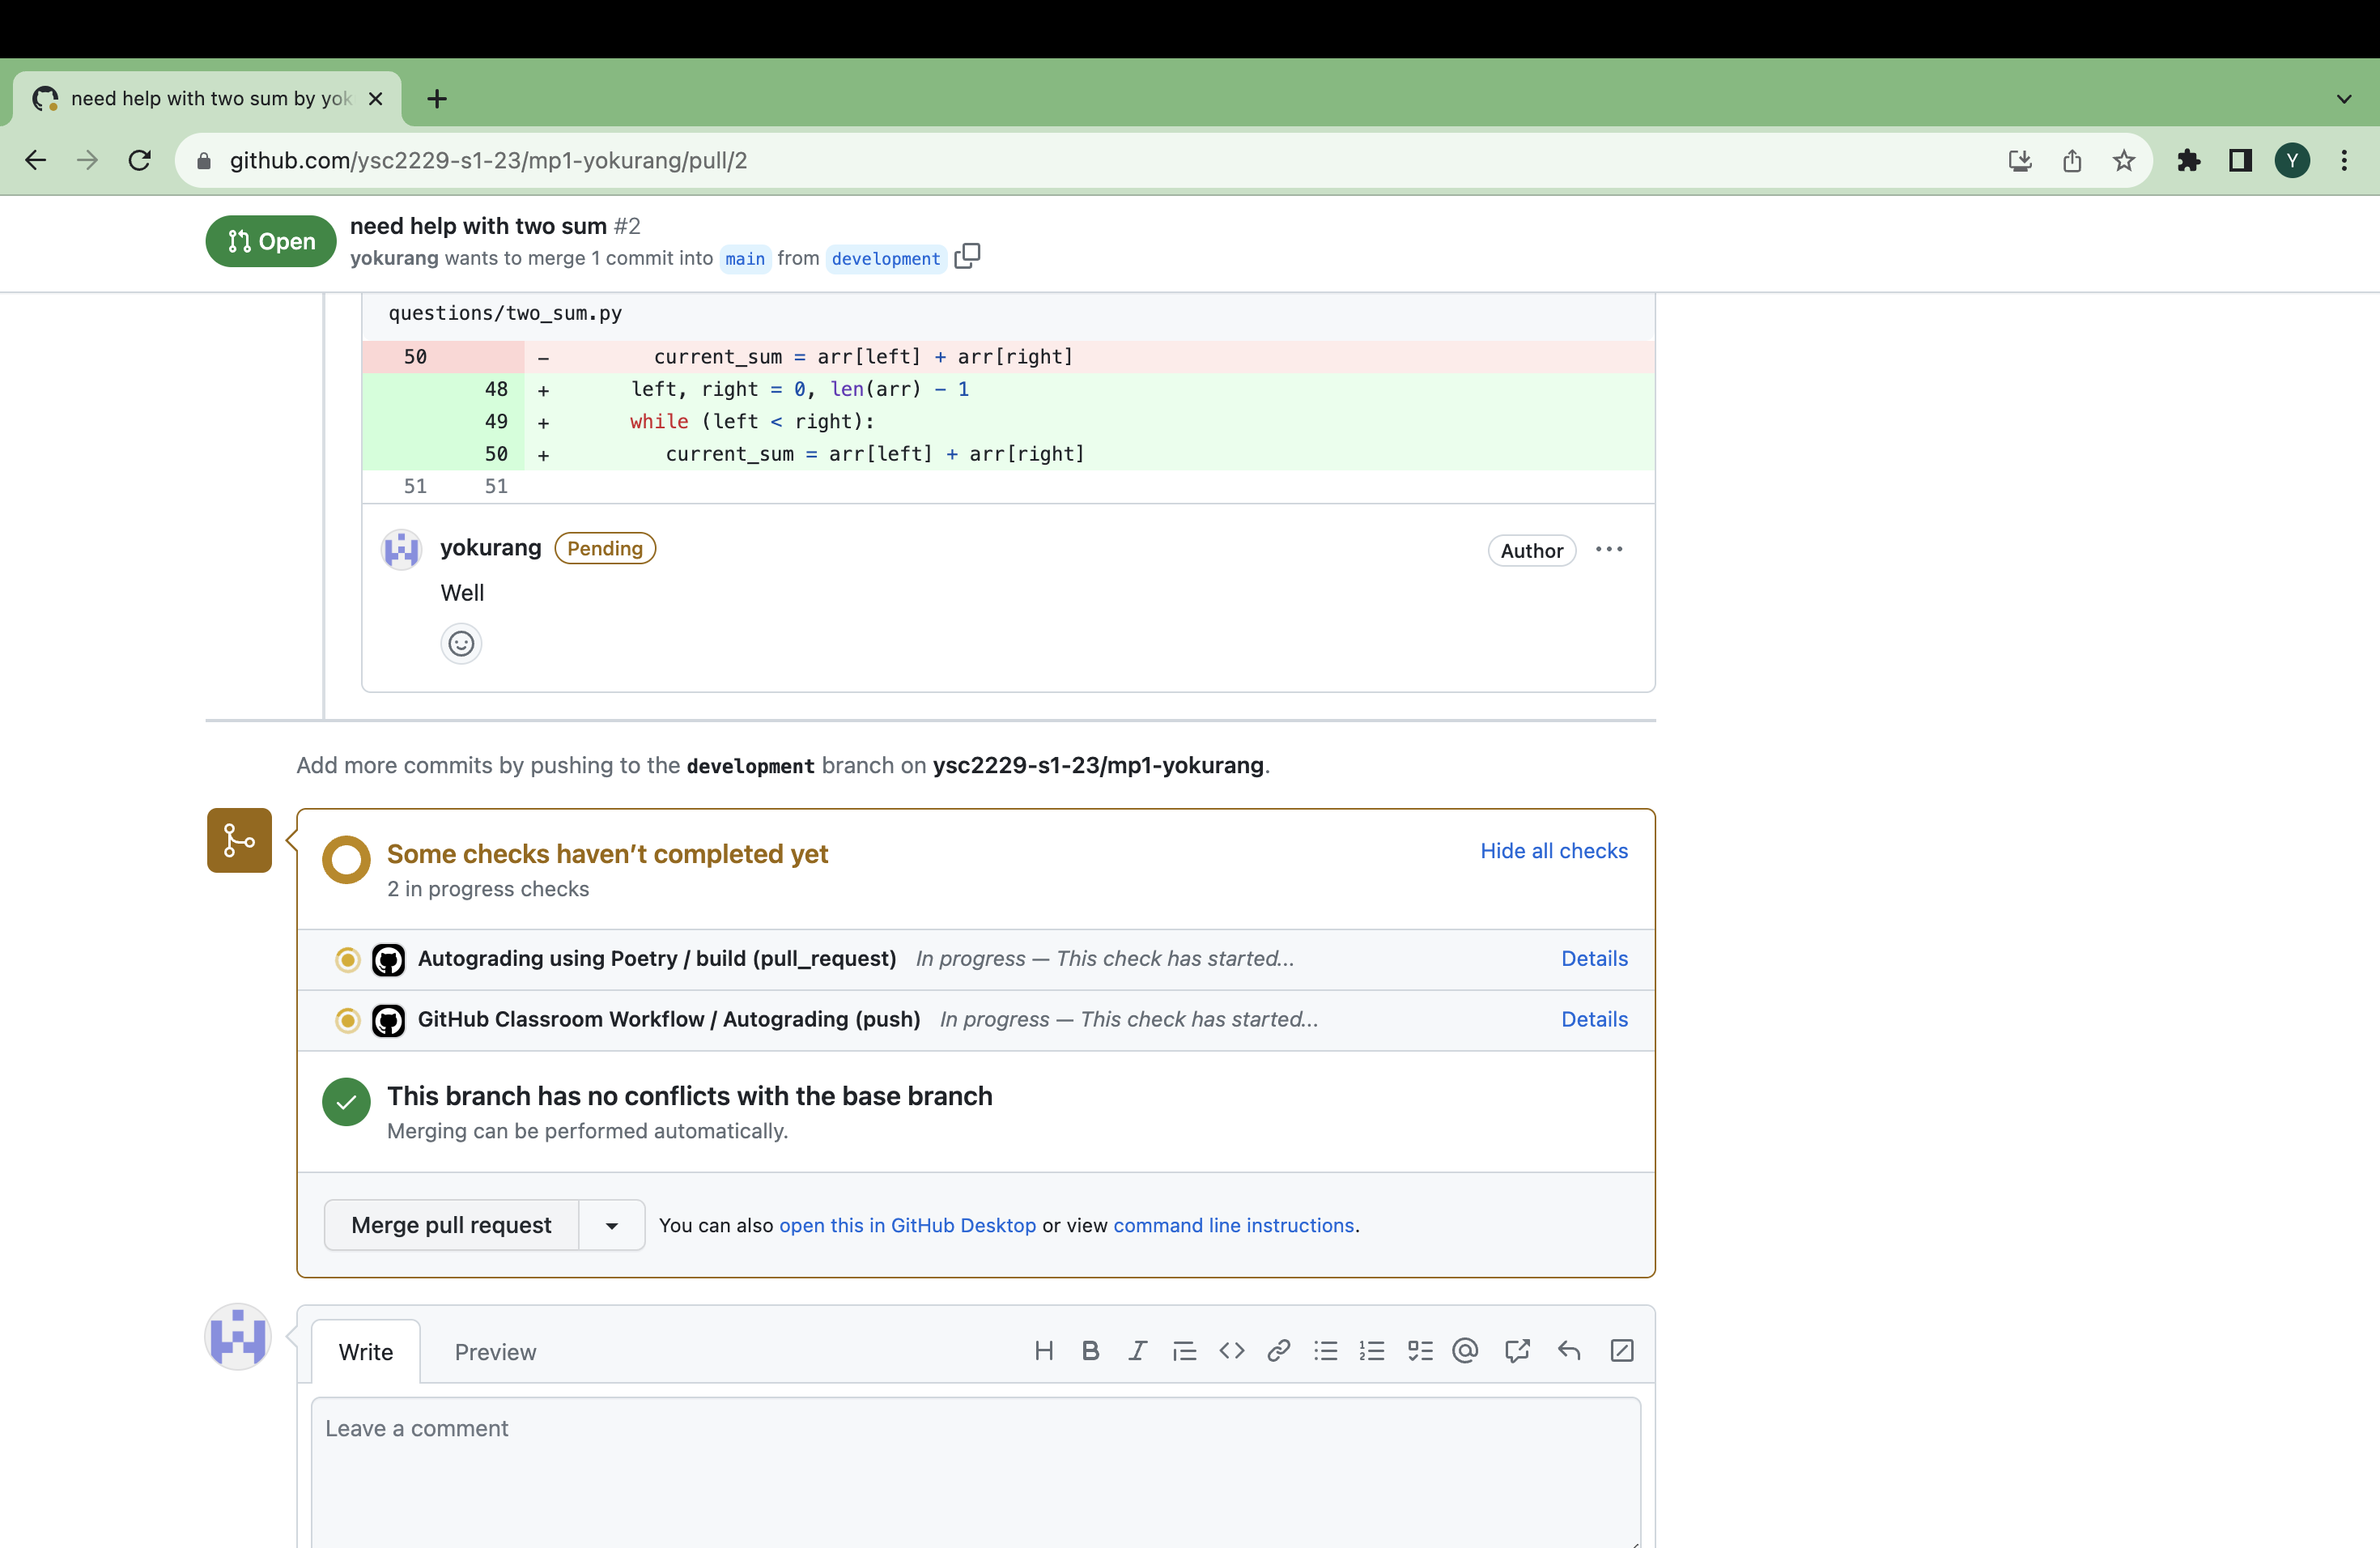 need help with two sum by yok
github.com/ysc2229-s1-23/mp1-yokurang/pull/2
Y
Open
need help with two sum #2
yokurang wants to merge 1 commit into main from development
questions/two_sum.py
50 − current_sum = arr[left] + arr[right]
48 + left, right = 0, len(arr) − 1
49 + while (left < right):
50 + current_sum = arr[left] + arr[right]
51 51
yokurang Pending Author
Well
Add more commits by pushing to the development branch on ysc2229-s1-23/mp1-yokurang.
Some checks haven’t completed yet
Hide all checks
2 in progress checks
Autograding using Poetry / build (pull_request) In progress — This check has started... Details
GitHub Classroom Workflow / Autograding (push) In progress — This check has started... Details
This branch has no conflicts with the base branch
Merging can be performed automatically.
Merge pull request You can also open this in GitHub Desktop or view command line instructions.
Write Preview
Leave a comment